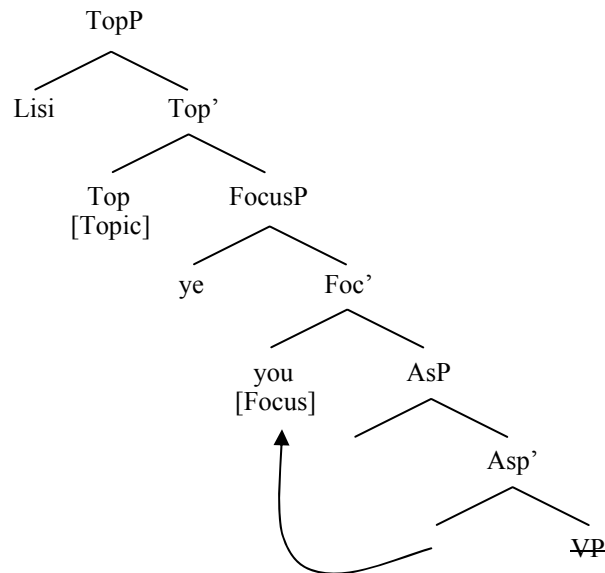 TopP
Lisi Top’
Top FocusP
[Topic]
ye Foc’
you AsP
[Focus]
Asp’
VP